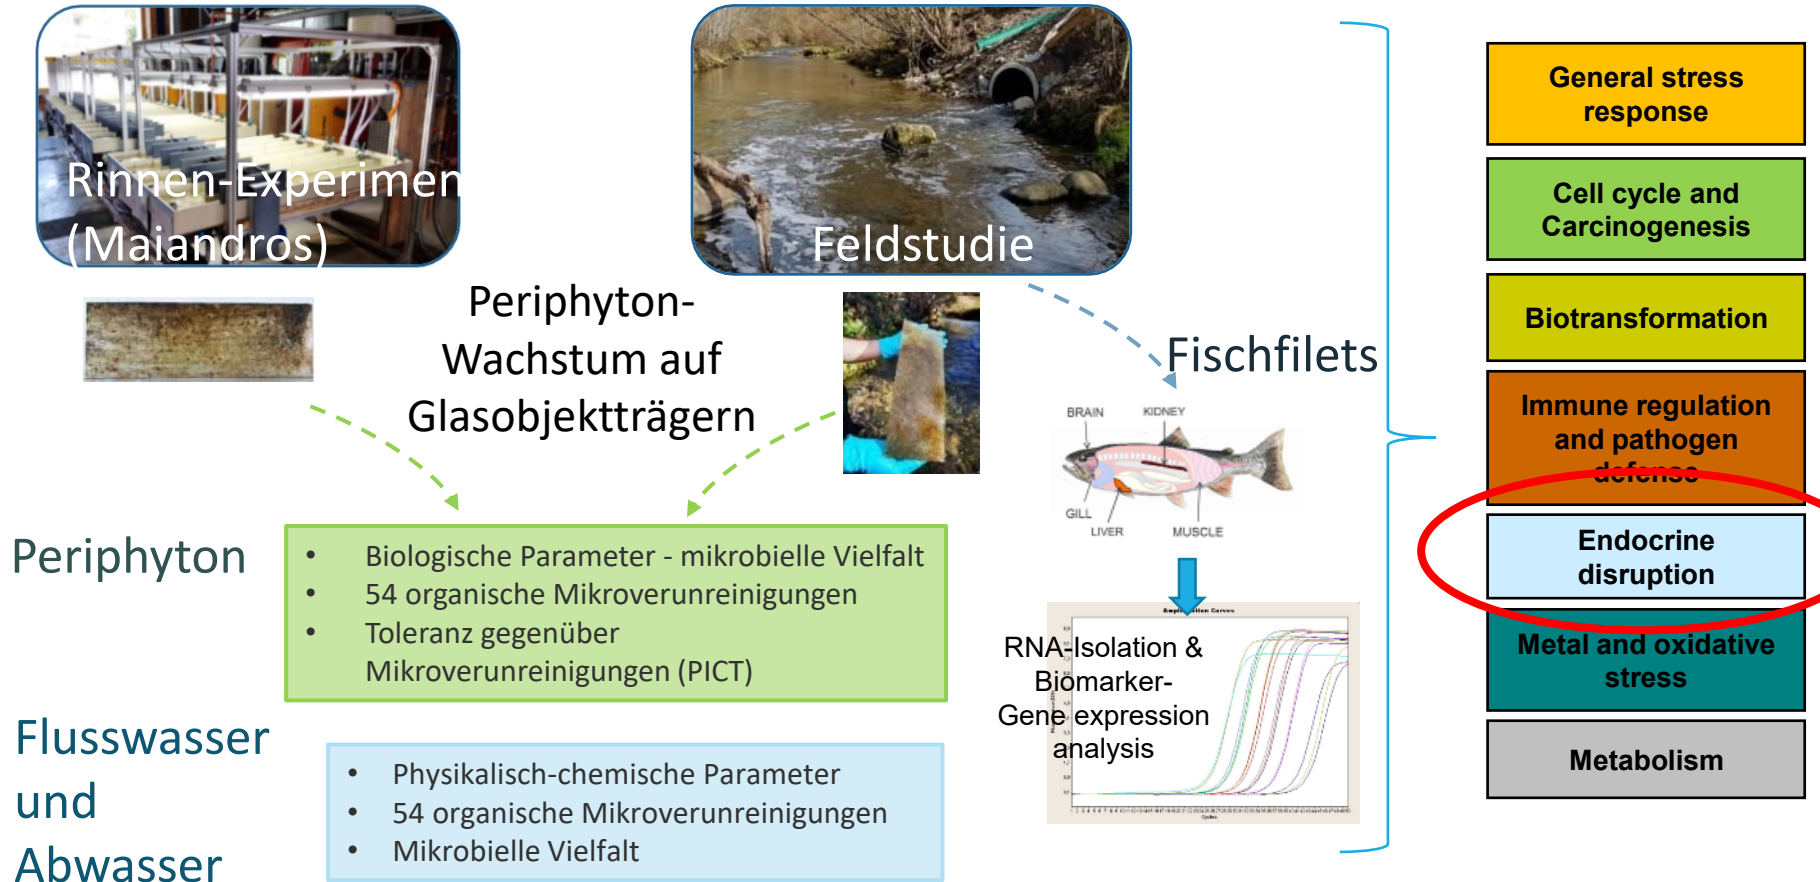 Rinnen-Experimen
(Maiandros)
Feldstudie
Periphyton-
Wachstum auf
Glasobjektträgern
Fischfilets
BRAIN
KIDNEY
GILL
LIVER
MUSCLE
Periphyton
• Biologische Parameter - mikrobielle Vielfalt
• 54 organische Mikroverunreinigungen
• Toleranz gegenüber
Mikroverunreinigungen (PICT)
Flusswasser
und
Abwasser
• Physikalisch-chemische Parameter
• 54 organische Mikroverunreinigungen
• Mikrobielle Vielfalt
RNA-Isolation &
Biomarker-
Gene expression
analysis
Curves
Cycles
General stress
response
Cell cycle and
Carcinogenesis
Biotransformation
Immune regulation
and pathogen
defense
Endocrine
disruption
Metal and oxidative
stress
Metabolism